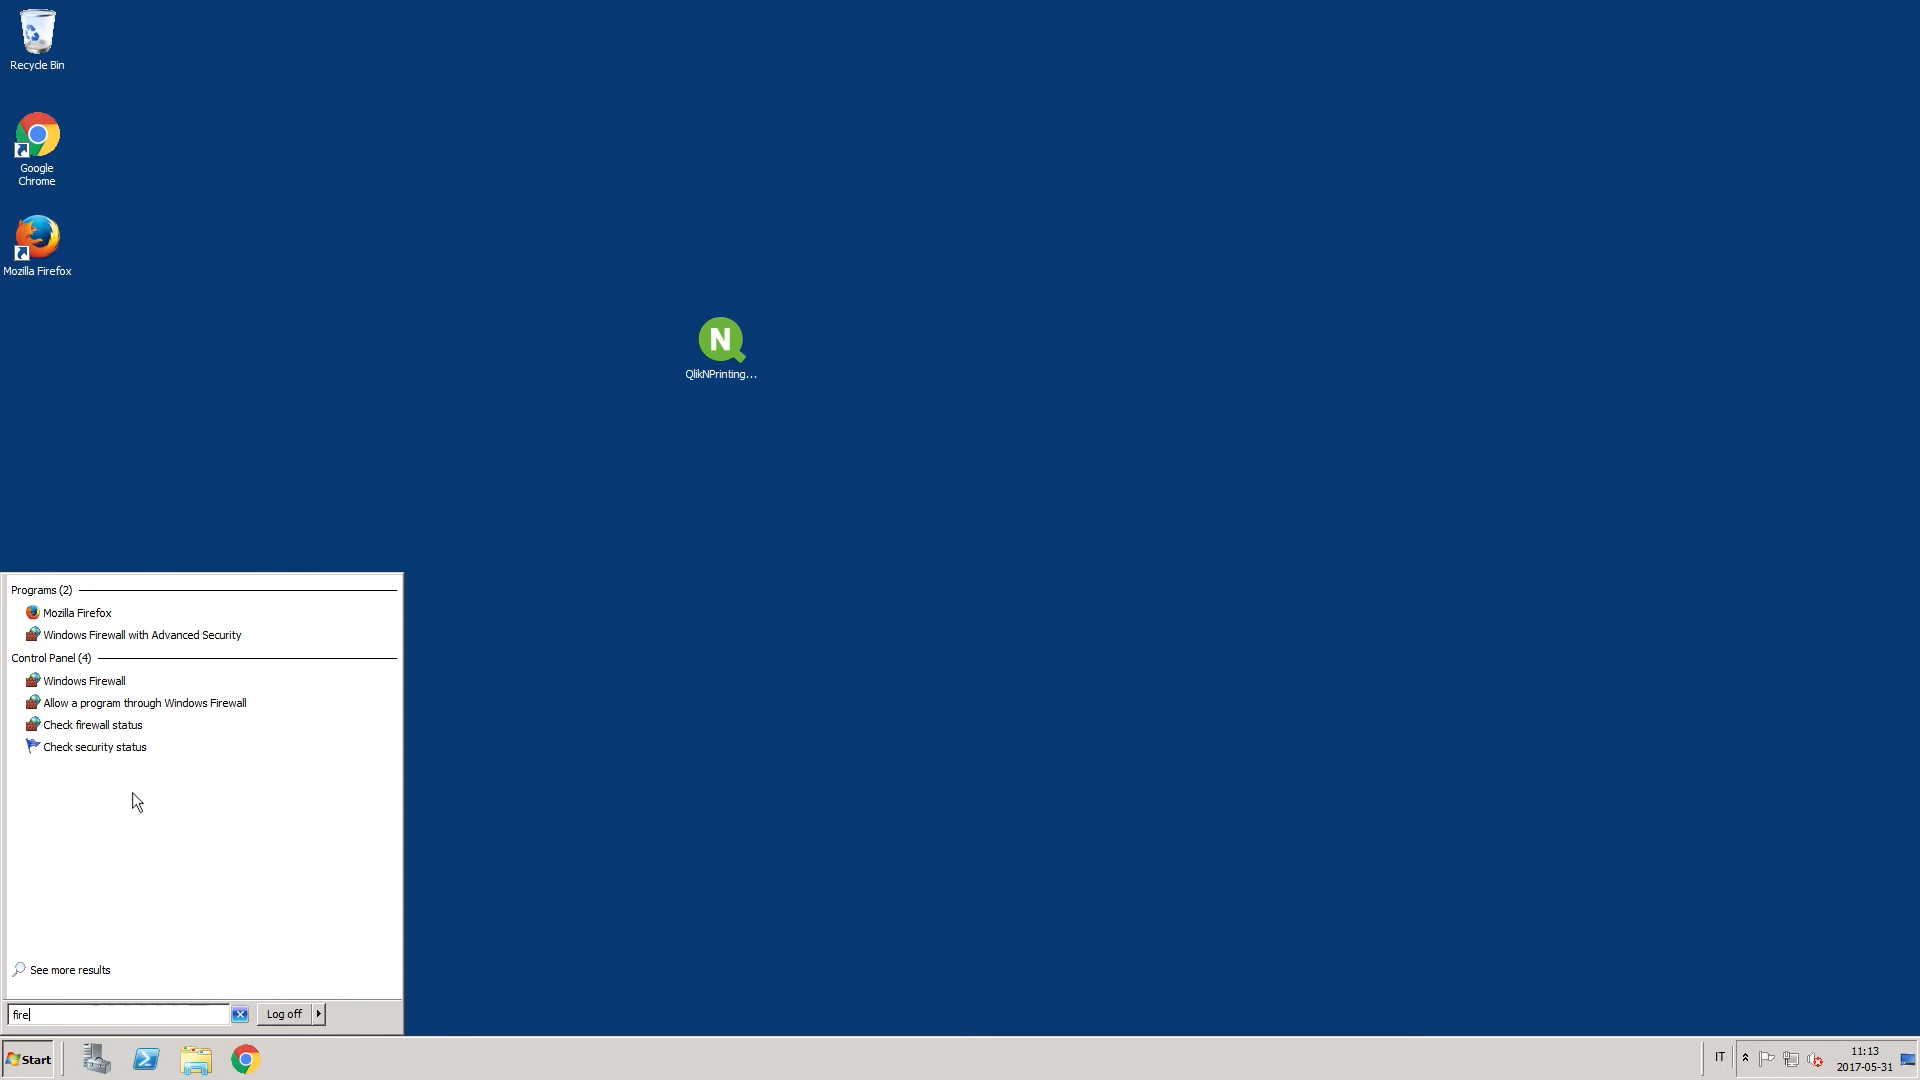 Recycle Bin
Google
Chrome
Mozilla Firefox
N
QlikNPrinting...
Programs (2)
Mozilla Firefox
Windows Firewall with Advanced Security
Control Panel (4)
Windows Firewall
Allow a program through Windows Firewall
Check firewall status
Check security status
See more results
fire
Log off
Start
IT
11:13
2017-05-31